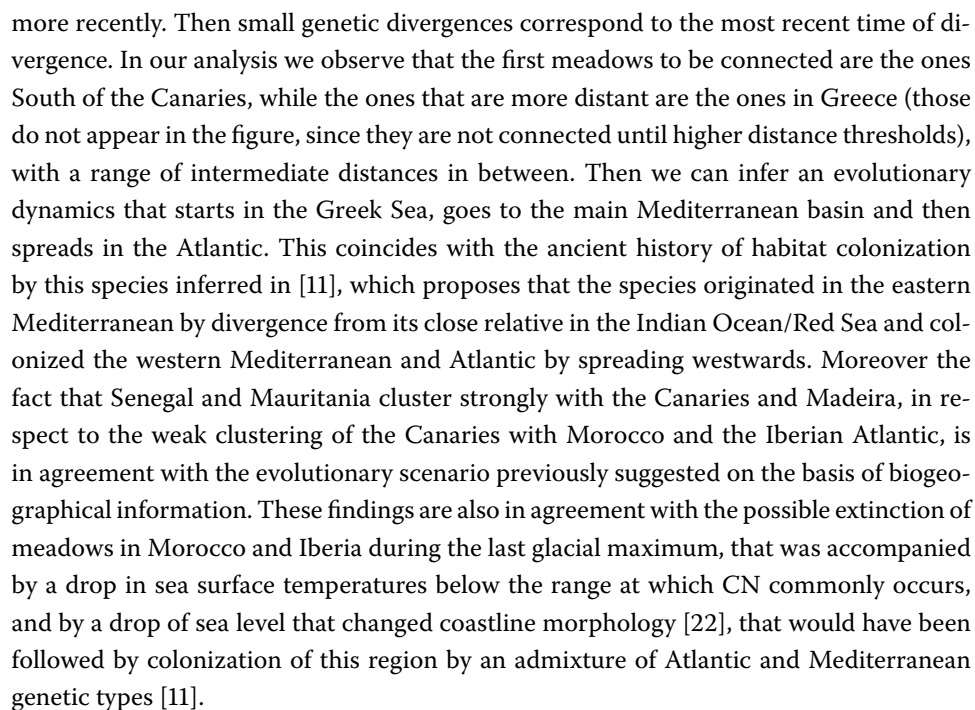 more recently. Then small genetic divergences correspond to the most recent time of di-
vergence. In our analysis we observe that the first meadows to be connected are the ones
South of the Canaries, while the ones that are more distant are the ones in Greece (those
do not appear in the figure, since they are not connected until higher distance thresholds),
with a range of intermediate distances in between. Then we can infer an evolutionary
dynamics that starts in the Greek Sea, goes to the main Mediterranean basin and then
spreads in the Atlantic. This coincides with the ancient history of habitat colonization
by this species inferred in [11], which proposes that the species originated in the eastern
Mediterranean by divergence from its close relative in the Indian Ocean/Red Sea and col-
onized the western Mediterranean and Atlantic by spreading westwards. Moreover the
fact that Senegal and Mauritania cluster strongly with the Canaries and Madeira, in re-
spect to the weak clustering of the Canaries with Morocco and the Iberian Atlantic, is
in agreement with the evolutionary scenario previously suggested on the basis of biogeo-
graphical information. These findings are also in agreement with the possible extinction of
meadows in Morocco and Iberia during the last glacial maximum, that was accompanied
by a drop in sea surface temperatures below the range at which CN commonly occurs,
and by a drop of sea level that changed coastline morphology [22], that would have been
followed by colonization of this region by an admixture of Atlantic and Mediterranean
genetic types [11].